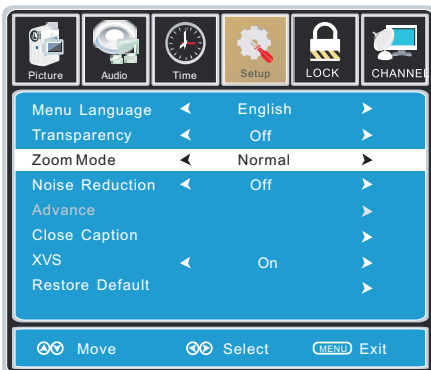 Picture Audio Time Setup LOCK CHANNEL
Menu Language English
Transparency Off
Zoom Mode Normal
Noise Reduction Off
Advance
Close Caption
XVS On
Restore Default
Move Select MENU Exit